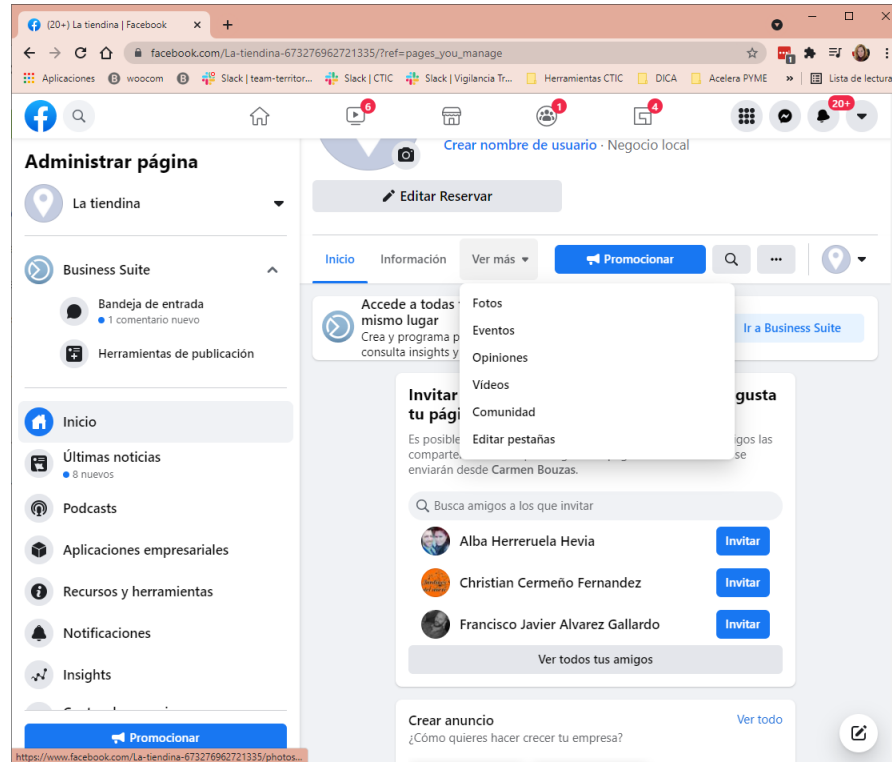 (20+) La tiendina | Facebook
facebook.com/La-tiendina-673276962721335/?ref=pages_you_manage
Aplicaciones woocom Slack | team-territor... Slack | CTIC Slack | Vigilancia Tr... Herramientas CTIC DICA Acelera PYME » Lista de lectura
6 1 4 20+
Administrar página
La tiendina
Business Suite
Bandeja de entrada
1 comentario nuevo
Herramientas de publicación
Inicio
Últimas noticias
8 nuevos
Podcasts
Aplicaciones empresariales
Recursos y herramientas
Notificaciones
Insights
Promocionar
https://www.facebook.com/La-tiendina-673276962721335/photos...
Crear nombre de usuario · Negocio local
Editar Reservar
Inicio Información Ver más Promocionar
Fotos
Eventos
Opiniones
Vídeos
Comunidad
Editar pestañas
Accede a todas
mismo lugar
Crea y programa p
consulta insights y
Ir a Business Suite
Invitar gusta
tu pági
Es posible igos las
comparte se
enviarán desde Carmen Bouzas.
Busca amigos a los que invitar
Alba Herreruela Hevia Invitar
Christian Cermeño Fernandez Invitar
Francisco Javier Alvarez Gallardo Invitar
Ver todos tus amigos
Crear anuncio Ver todo
¿Cómo quieres hacer crecer tu empresa?